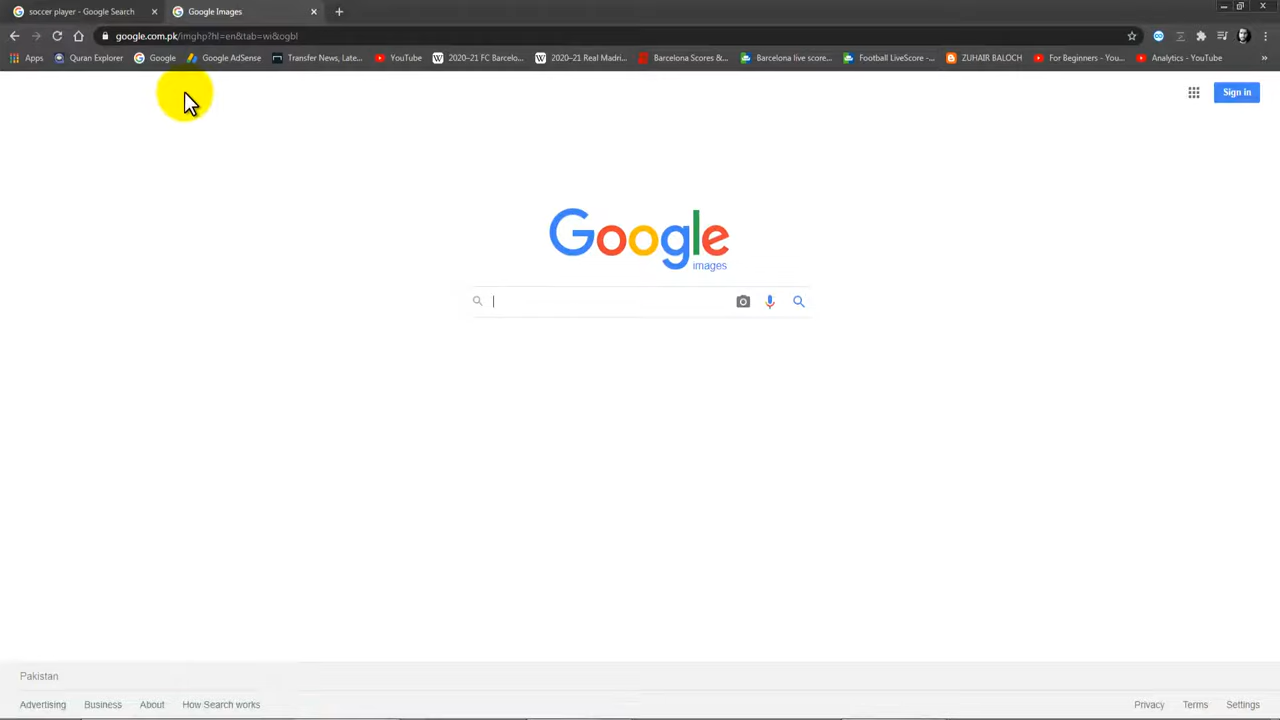 soccer player - Google Search
Google Images
google.com.pk/imghp?hl=en&tab=wi&ogbl
Apps Quran Explorer Google Google AdSense Transfer News, Late... YouTube 2020–21 FC Barcelo... 2020–21 Real Madri... Barcelona Scores &... Barcelona live score... Football LiveScore -... ZUHAIR BALOCH For Beginners - You... Analytics - YouTube »
Sign in
Google
images
Pakistan
Advertising Business About How Search works Privacy Terms Settings